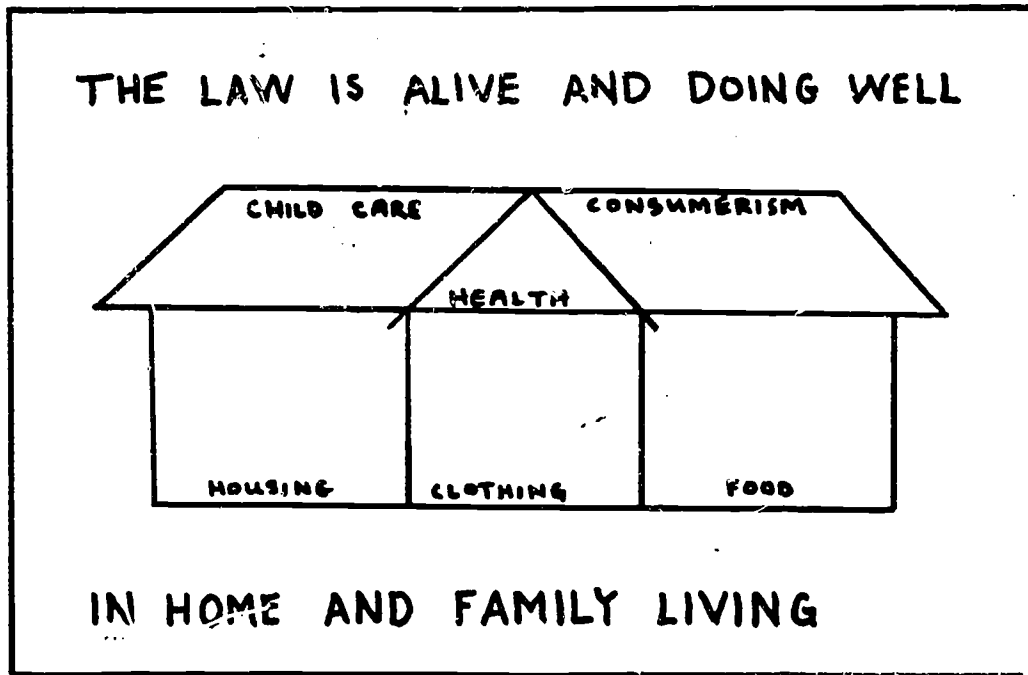 THE LAW IS ALIVE AND DOING WELL
CHILD CARE
CONSUMERISM
HEALTH
HOUSING
CLOTHING
FOOD
IN HOME AND FAMILY LIVING